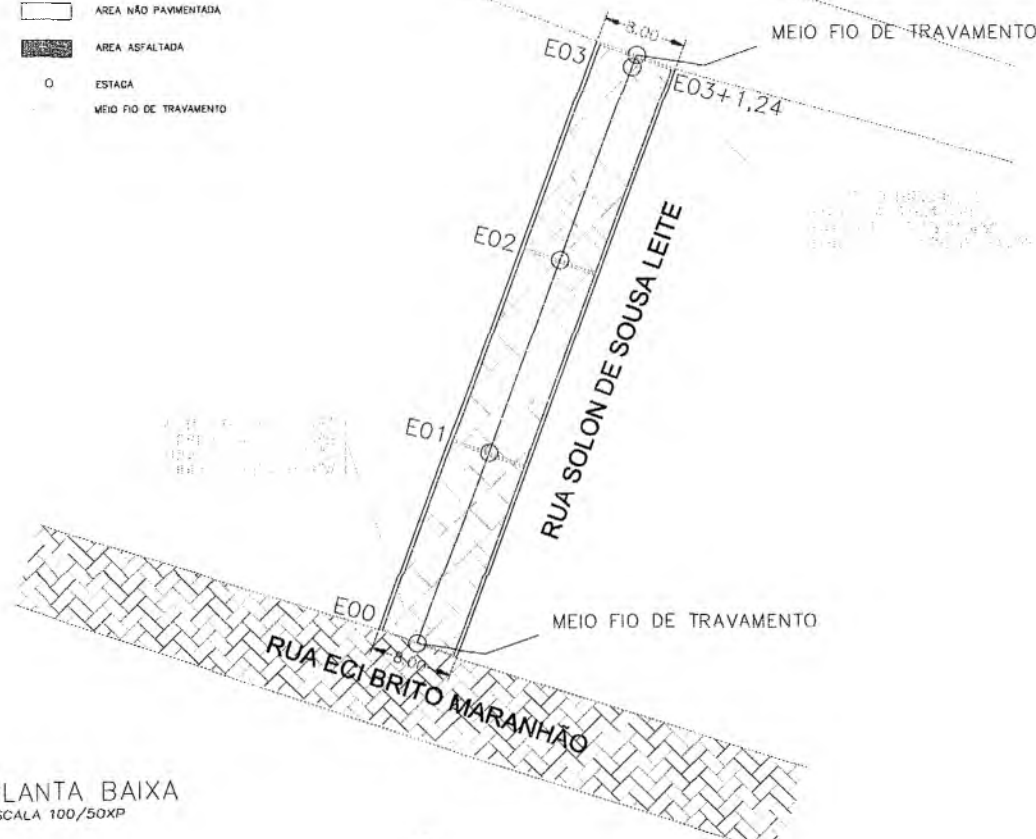 AREA NÃO PAVIMENTADA
AREA ASFALTADA
ESTACA
MEIO FIO DE TRAVAMENTO
8.00
MEIO FIO DE TRAVAMENTO
E03
E03+1,24
E02
RUA SOLON DE SOUSA LEITE
E01
E00
MEIO FIO DE TRAVAMENTO
8.00
RUA ECI BRITO MARANHÃO
LANTA BAIXA
SCALA 100/50XP